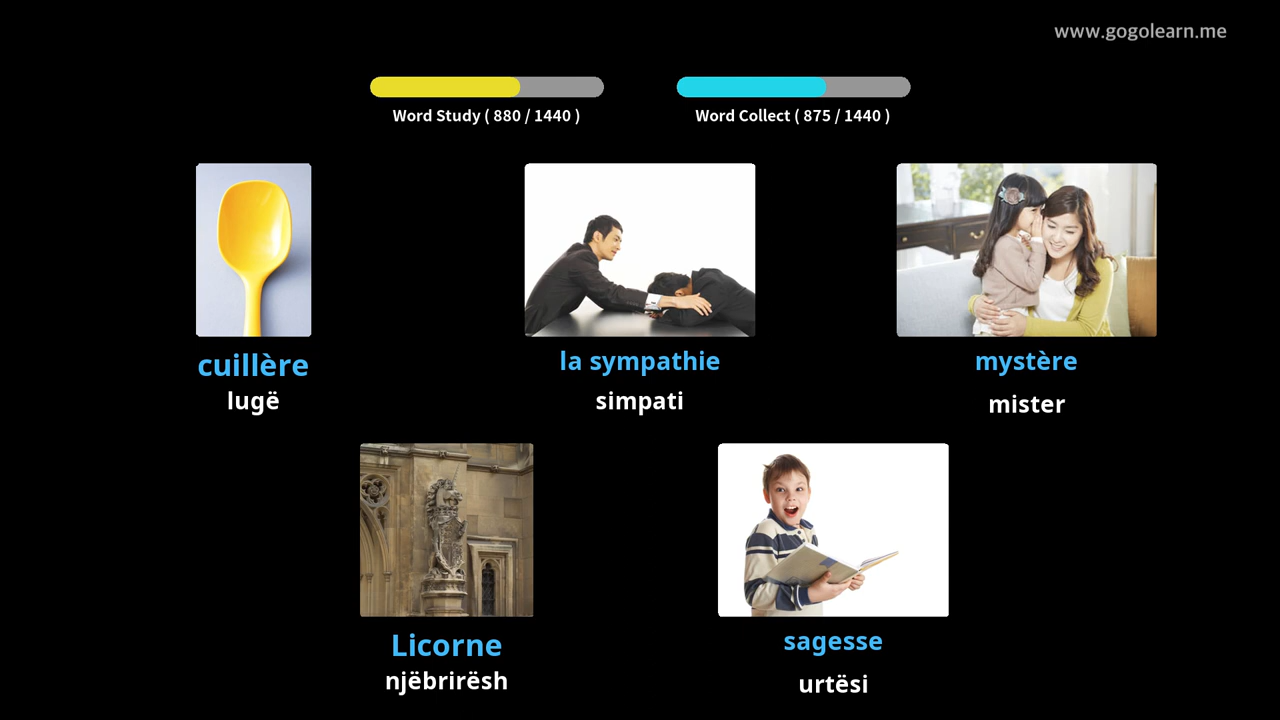 www.gogolearn.me
Word Study ( 880 / 1440 )
Word Collect ( 875 / 1440 )
cuillère
lugë
la sympathie
simpati
mystère
mister
Licorne
njëbrirësh
sagesse
urtësi